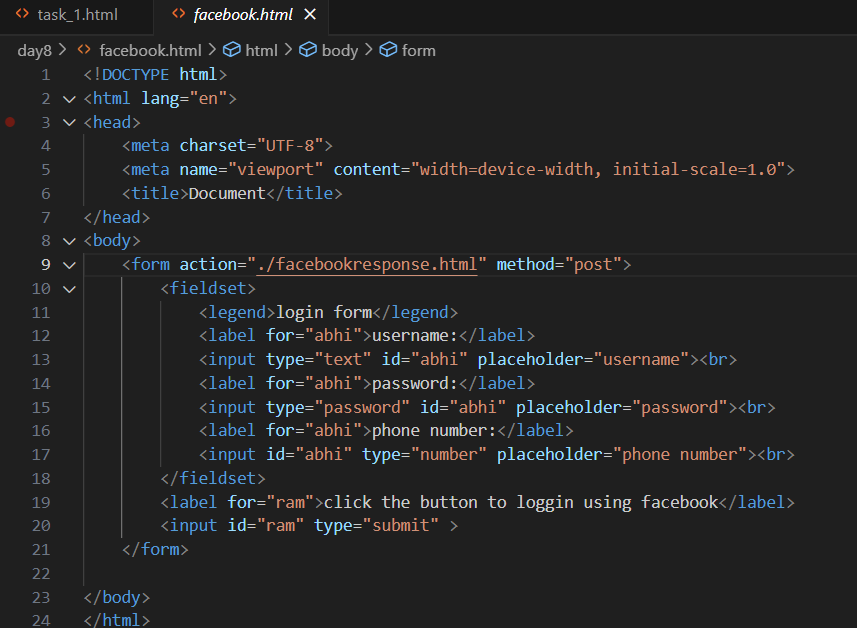 task_1.html facebook.html
day8 > facebook.html > html > body > form
1 <!DOCTYPE html>
2 <html lang="en">
3 <head>
4 <meta charset="UTF-8">
5 <meta name="viewport" content="width=device-width, initial-scale=1.0">
6 <title>Document</title>
7 </head>
8 <body>
9 <form action="./facebookresponse.html" method="post">
10 <fieldset>
11 <legend>login form</legend>
12 <label for="abhi">username:</label>
13 <input type="text" id="abhi" placeholder="username"><br>
14 <label for="abhi">password:</label>
15 <input type="password" id="abhi" placeholder="password"><br>
16 <label for="abhi">phone number:</label>
17 <input id="abhi" type="number" placeholder="phone number"><br>
18 </fieldset>
19 <label for="ram">click the button to loggin using facebook</label>
20 <input id="ram" type="submit" >
21 </form>
22
23 </body>
24 </html>